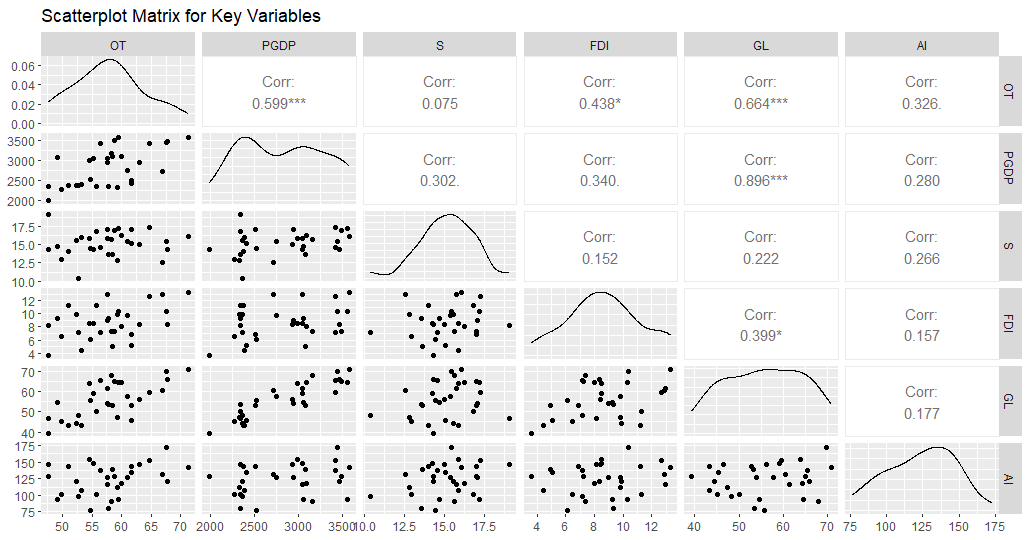 Scatterplot Matrix for Key Variables
OT PGDP S FDI GL AI
0.06
0.04
0.02
0.00
Corr:
0.599***
Corr:
0.075
Corr:
0.438*
Corr:
0.664***
Corr:
0.326.
OT
3500
3000
2500
2000
Corr:
0.302.
Corr:
0.340.
Corr:
0.896***
Corr:
0.280
PGDP
17.5
15.0
12.5
10.0
Corr:
0.152
Corr:
0.222
Corr:
0.266
S
12
10
8
6
4
Corr:
0.399*
Corr:
0.157
FDI
70
60
50
40
Corr:
0.177
GL
175
150
125
100
75
AI
50 55 60 65 70 2000 2500 3000 3500 10.0 12.5 15.0 17.5 4 6 8 10 12 40 50 60 70 75 100 125 150 175